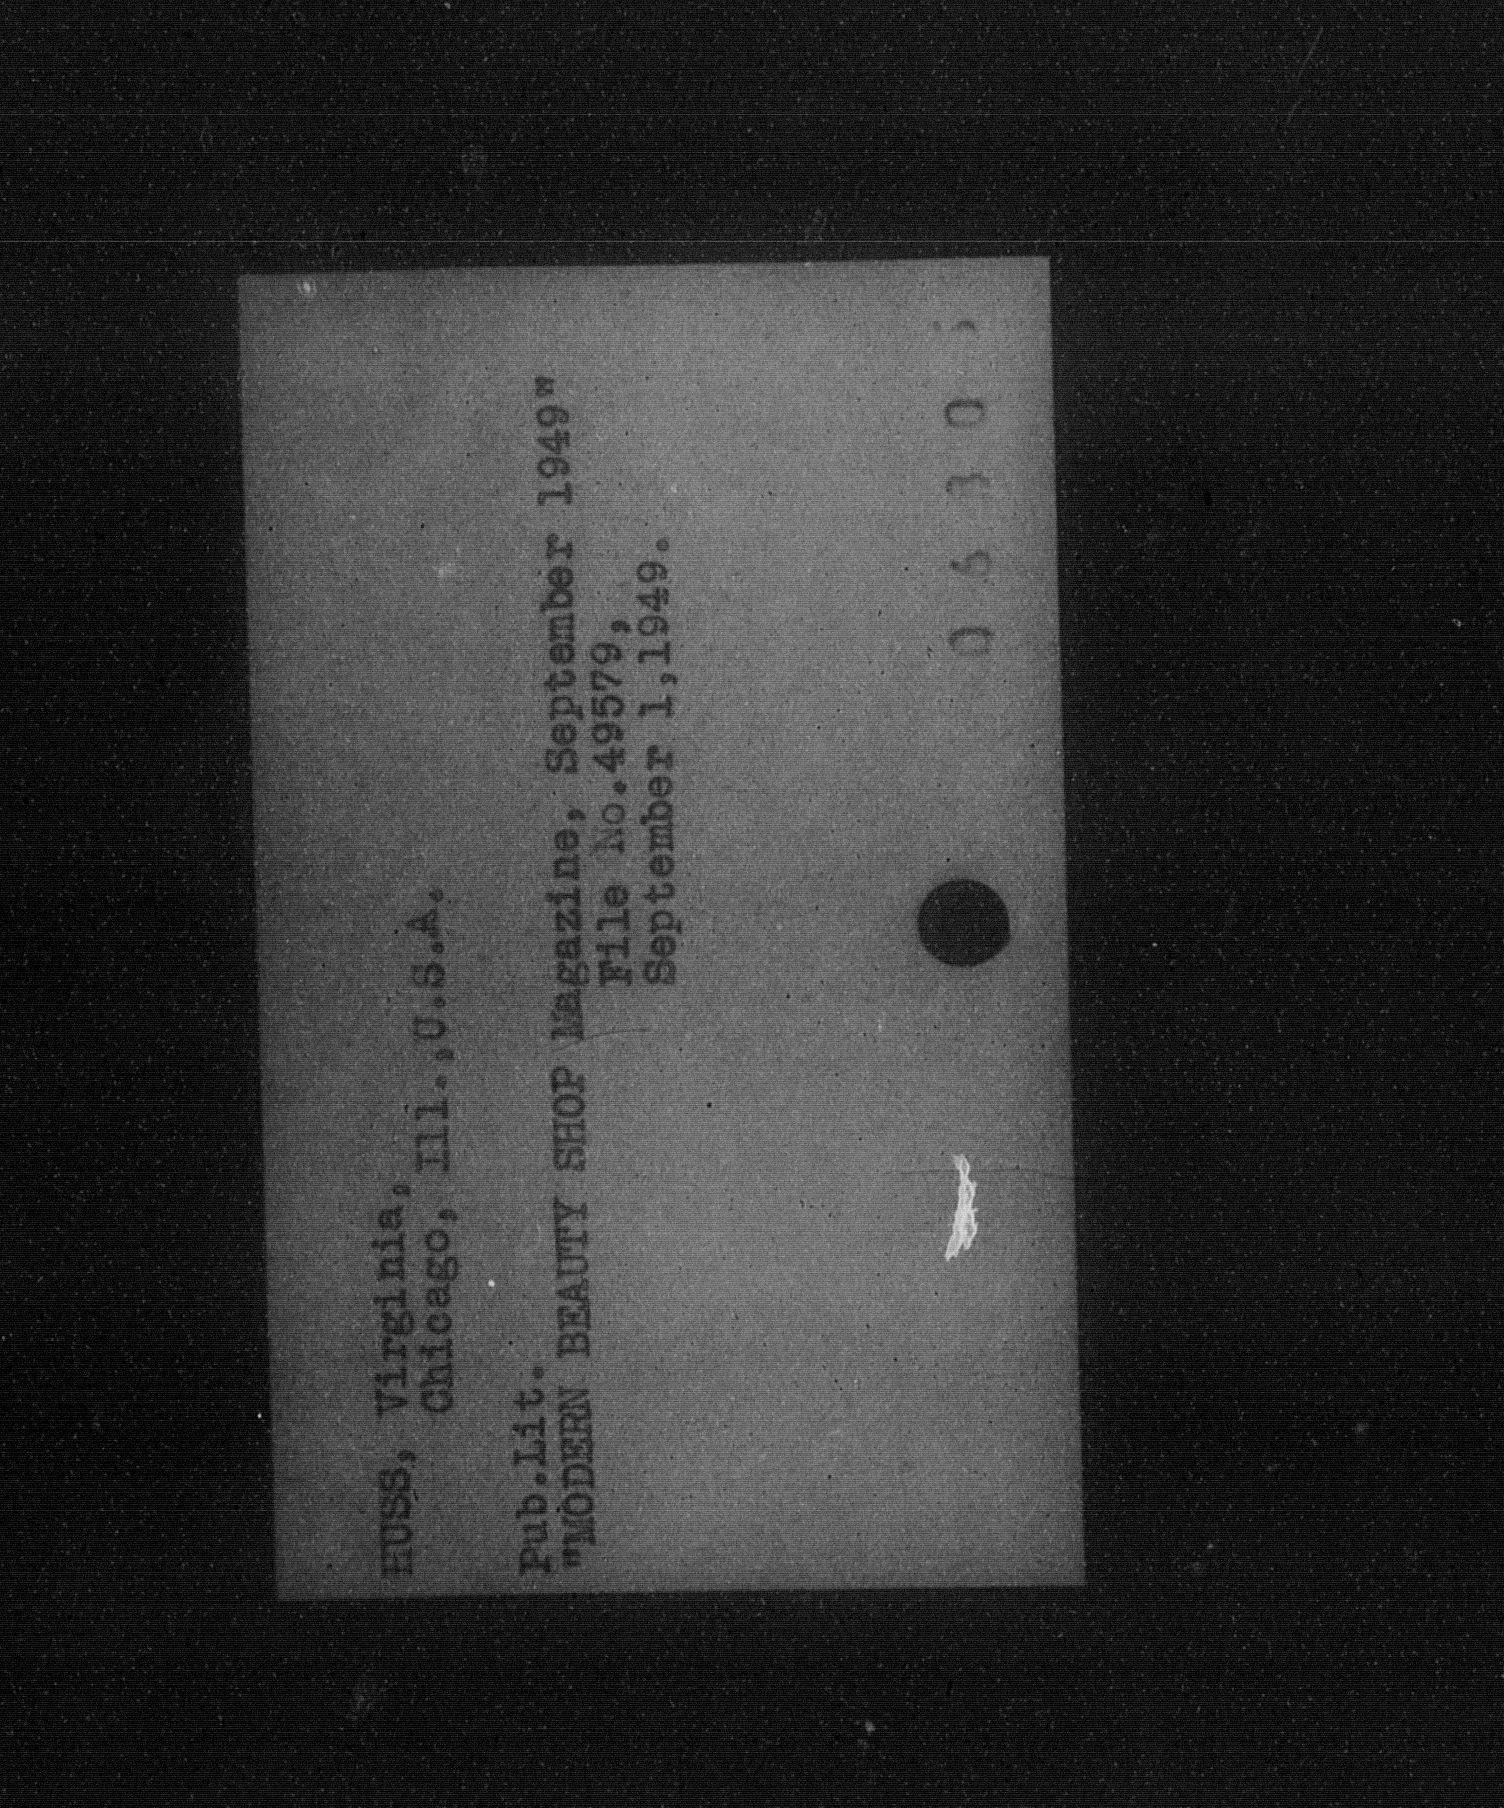 HUSS, Virginia,
Chicago, Ill.,U.S.A.
Pub.Lit.
"MODERN BEAUTY SHOP Magazine, September 1949"
File No.49579,
September 1,1949.